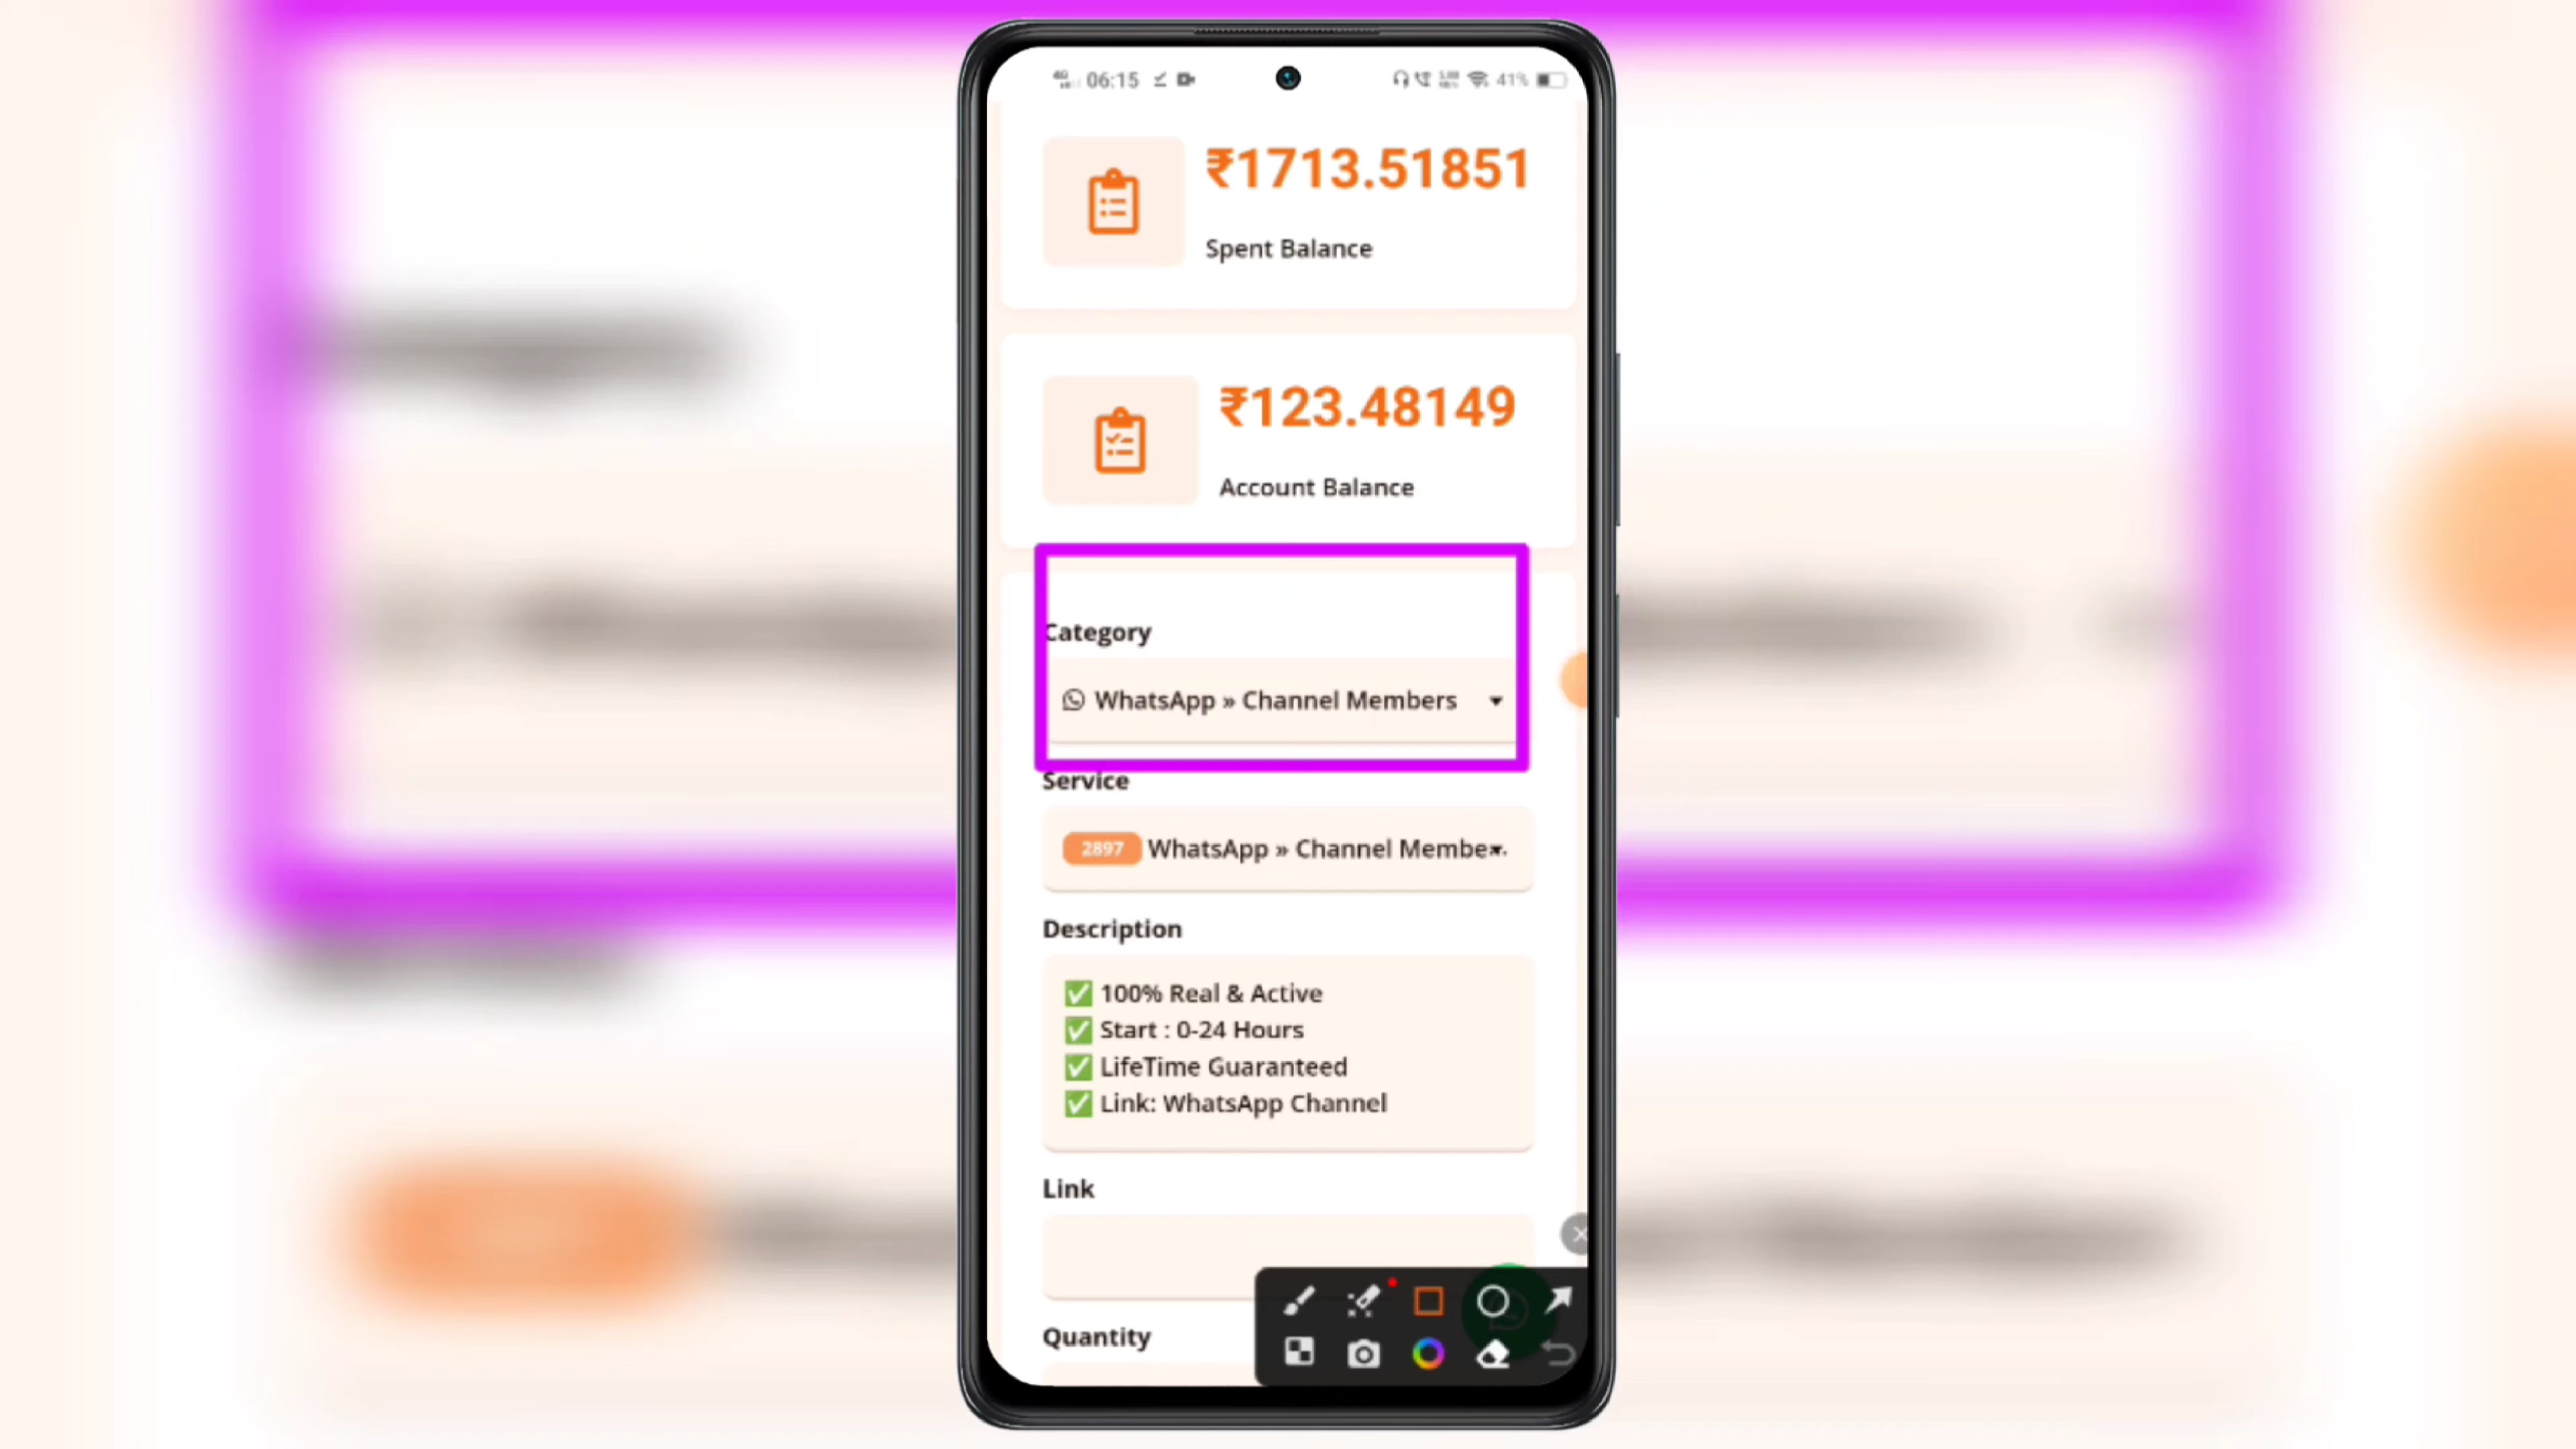 4G 06:15 41%
₹1713.51851
Spent Balance
₹123.48149
Account Balance
Category
WhatsApp » Channel Members
Service
2897 WhatsApp » Channel Membe..
Description
✅ 100% Real & Active
✅ Start : 0-24 Hours
✅ LifeTime Guaranteed
✅ Link: WhatsApp Channel
Link
Quantity